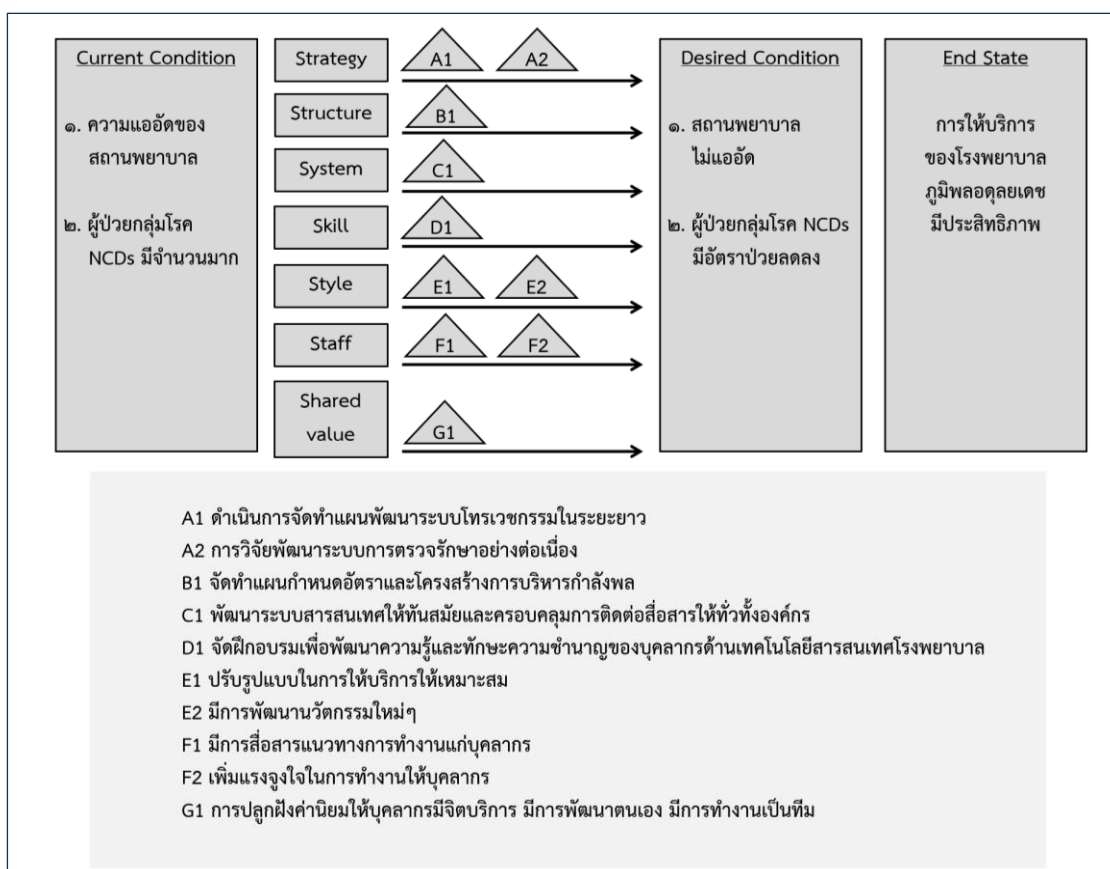 Current Condition
๑. ความแออัดของ
สถานพยาบาล
๒. ผู้ป่วยกลุ่มโรค
NCDs มีจำนวนมาก
Strategy
A1
A2
Structure
B1
System
C1
Skill
D1
Style
E1
E2
Staff
F1
F2
Shared
value
G1
Desired Condition
๑. สถานพยาบาล
ไม่แออัด
๒. ผู้ป่วยกลุ่มโรค NCDs
มีอัตราป่วยลดลง
End State
การให้บริการ
ของโรงพยาบาล
ภูมิพลอดุลยเดช
มีประสิทธิภาพ
A1 ดำเนินการจัดทำแผนพัฒนาระบบโทรเวชกรรมในระยะยาว
A2 การวิจัยพัฒนาระบบการตรวจรักษาอย่างต่อเนื่อง
B1 จัดทำแผนกำหนดอัตราและโครงสร้างการบริหารกำลังพล
C1 พัฒนาระบบสารสนเทศให้ทันสมัยและครอบคลุมการติดต่อสื่อสารให้ทั่วทั้งองค์กร
D1 จัดฝึกอบรมเพื่อพัฒนาความรู้และทักษะความชำนาญของบุคลากรด้านเทคโนโลยีสารสนเทศโรงพยาบาล
E1 ปรับรูปแบบในการให้บริการให้เหมาะสม
E2 มีการพัฒนานวัตกรรมใหม่ๆ
F1 มีการสื่อสารแนวทางการทำงานแก่บุคลากร
F2 เพิ่มแรงจูงใจในการทำงานให้บุคลากร
G1 การปลูกฝังค่านิยมให้บุคลากรมีจิตบริการ มีการพัฒนาตนเอง มีการทำงานเป็นทีม